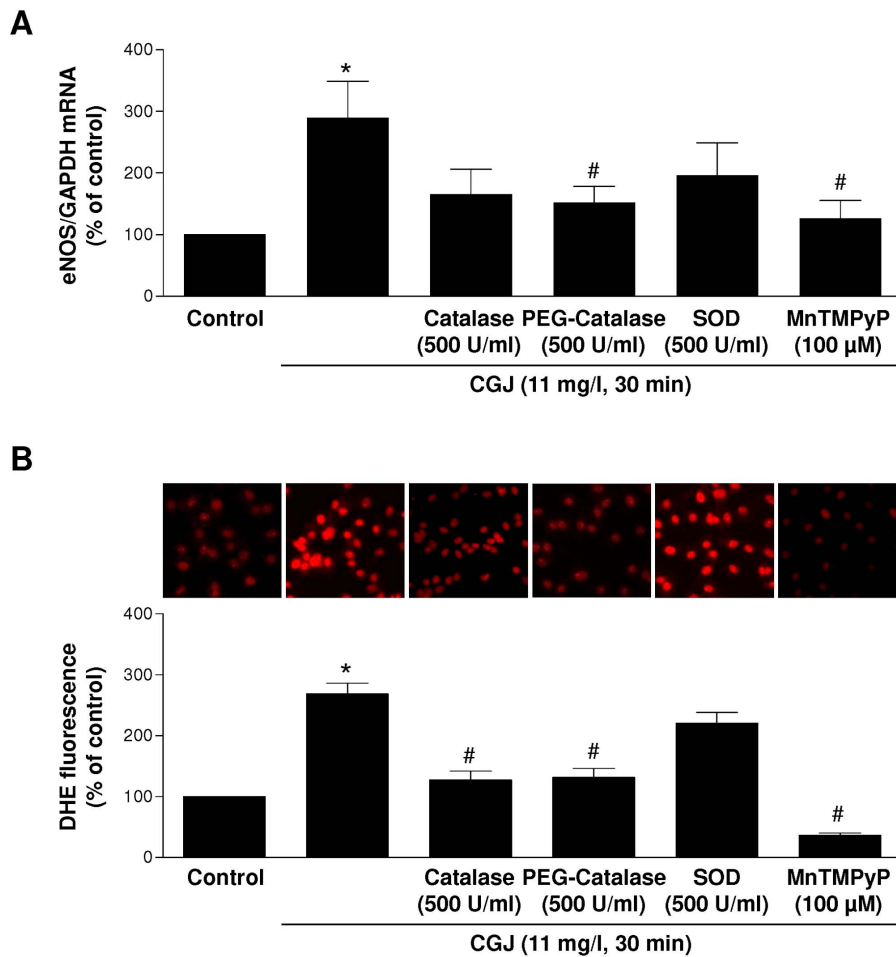 A
eNOS/GAPDH mRNA
(% of control)
400
300
200
100
0
*
#
#
Control
Catalase PEG-Catalase SOD MnTMPyP
(500 U/ml) (500 U/ml) (500 U/ml) (100 µM)
CGJ (11 mg/l, 30 min)
B
DHE fluorescence
(% of control)
400
300
200
100
0
*
#
#
#
Control
Catalase PEG-Catalase SOD MnTMPyP
(500 U/ml) (500 U/ml) (500 U/ml) (100 µM)
CGJ (11 mg/l, 30 min)